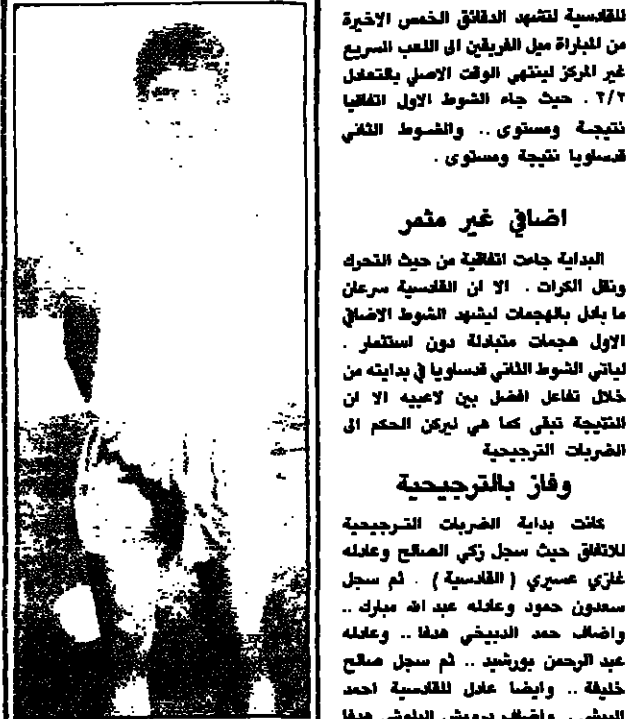 للقادسية لتشهد الدقائق الخمس الاخيرة
من المباراة ميل الفريقين الى اللعب السريع
غير المركز لينتهي الوقت الاصلي بالتعادل
٢/٢ . حيث جاء الشوط الاول اتفاقيا
نتيجة ومستوى .. والشوط الثاني
قدساويا نتيجة ومستوى .
اضافي غير مثمر
البداية جاءت اتفاقية من حيث التحرك
ونقل الكرات . الا ان القادسية سرعان
ما بادل بالهجمات ليشهد الشوط الاضافي
الاول هجمات متبادلة دون استثمار .
لياتي الشوط الثاني قدساويا في بدايته من
خلال تفاعل افضل بين لاعبيه الا ان
النتيجة تبقى كما هي ليركن الحكم الى
الضربات الترجيحية
وفاز بالترجيحية
كانت بداية الضربات الترجيحية
للاتفاق حيث سجل زكي الصالح وعادله
غازي عسيري ( القادسية ) . ثم سجل
سعدون حمود وعادله عبد الله مبارك ..
واضاف حمد الدبيخي هدفا .. وعادله
عبد الرحمن بورشيد .. ثم سجل صالح
خليفة .. وايضا عادل للقادسية احمد